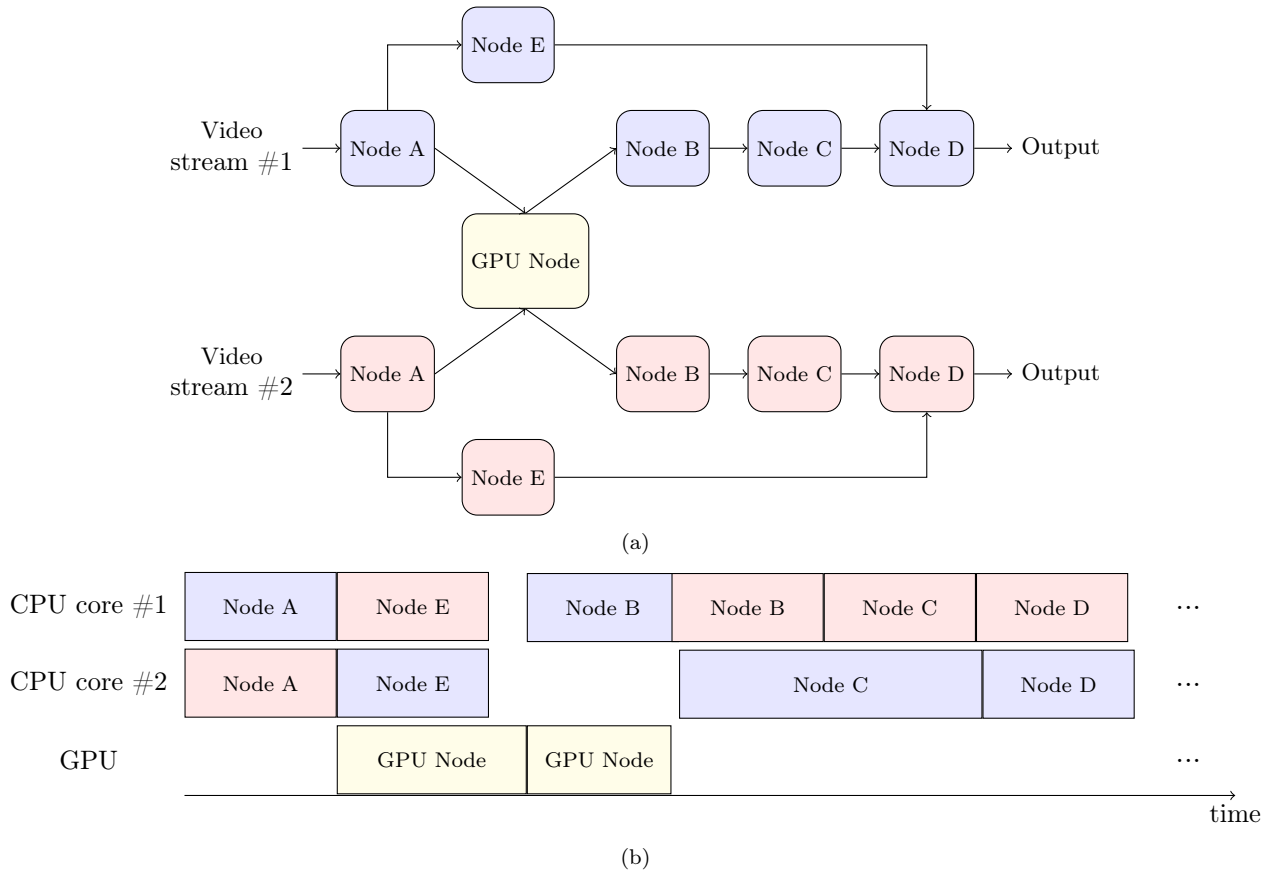 Node E
Video
stream #1
Node A
Node B
Node C
Node D
Output
GPU Node
Video
stream #2
Node A
Node B
Node C
Node D
Output
Node E
(a)
CPU core #1
Node A
Node E
Node B
Node B
Node C
Node D
...
CPU core #2
Node A
Node E
Node C
Node D
...
GPU
GPU Node
GPU Node
...
time
(b)